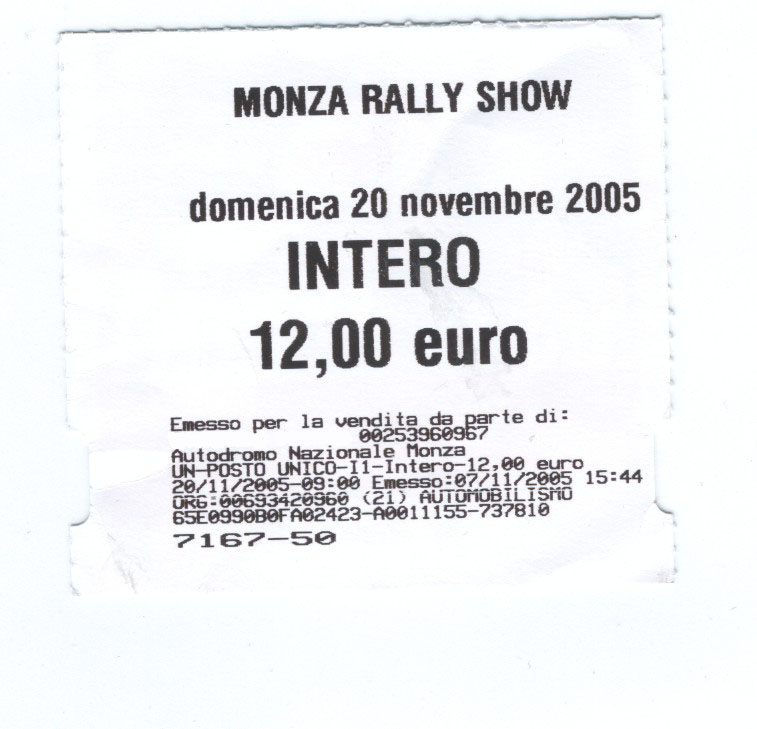 MONZA RALLY SHOW
domenica 20 novembre 2005
INTERO
12,00 euro
Emesso per la vendita da parte di:
00253960967
Autodromo Nazionale Monza
UN-POSTO UNICO-I1-Intero-12,00 euro
20/11/2005-09:00 Emesso:07/11/2005 15:44
ORG:00693420960 (21) AUTOMOBILISMO
65E0990B0FA02423-A0011155-737810
7167-50